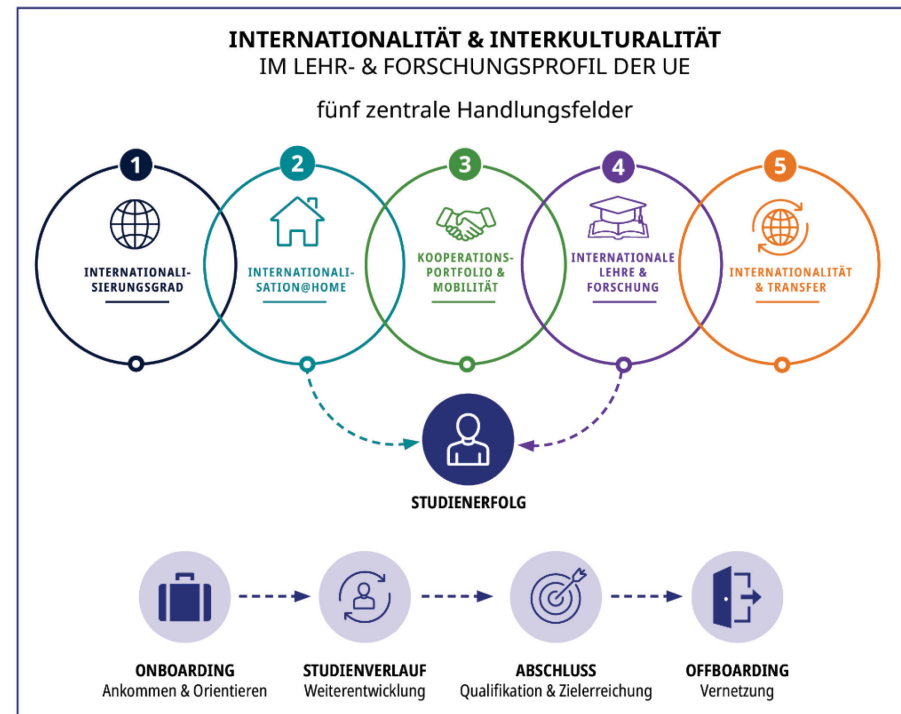 INTERNATIONALITÄT & INTERKULTURALITÄT
IM LEHR- & FORSCHUNGSPROFIL DER UE
fünf zentrale Handlungsfelder
1
INTERNATIONALI-
SIERUNGSGRAD
2
INTERNATIONALI-
SATION@HOME
3
KOOPERATIONS-
PORTFOLIO &
MOBILITÄT
4
INTERNATIONALE
LEHRE &
FORSCHUNG
5
INTERNATIONALITÄT
& TRANSFER
STUDIENERFOLG
ONBOARDING
Ankommen & Orientieren
STUDIENVERLAUF
Weiterentwicklung
ABSCHLUSS
Qualifikation & Zielerreichung
OFFBOARDING
Vernetzung